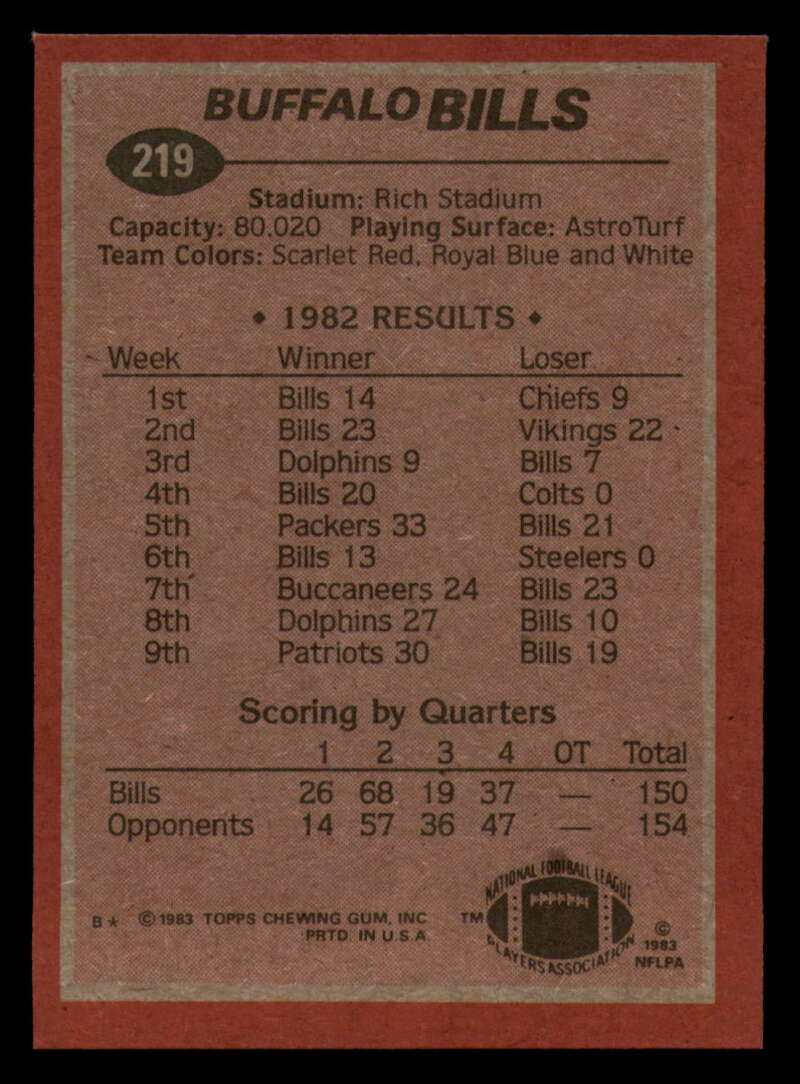 BUFFALO BILLS
219
Stadium: Rich Stadium
Capacity: 80,020 Playing Surface: AstroTurf
Team Colors: Scarlet Red, Royal Blue and White
♦ 1982 RESULTS ♦
Week Winner Loser
1st Bills 14 Chiefs 9
2nd Bills 23 Vikings 22
3rd Dolphins 9 Bills 7
4th Bills 20 Colts 0
5th Packers 33 Bills 21
6th Bills 13 Steelers 0
7th Buccaneers 24 Bills 23
8th Dolphins 27 Bills 10
9th Patriots 30 Bills 19
Scoring by Quarters
1 2 3 4 OT Total
Bills 26 68 19 37 — 150
Opponents 14 57 36 47 — 154
B* ©1983 TOPPS CHEWING GUM, INC
PRTD. IN U.S.A.
TM
NATIONAL FOOTBALL LEAGUE
PLAYERS ASSOCIATION
©
1983
NFLPA